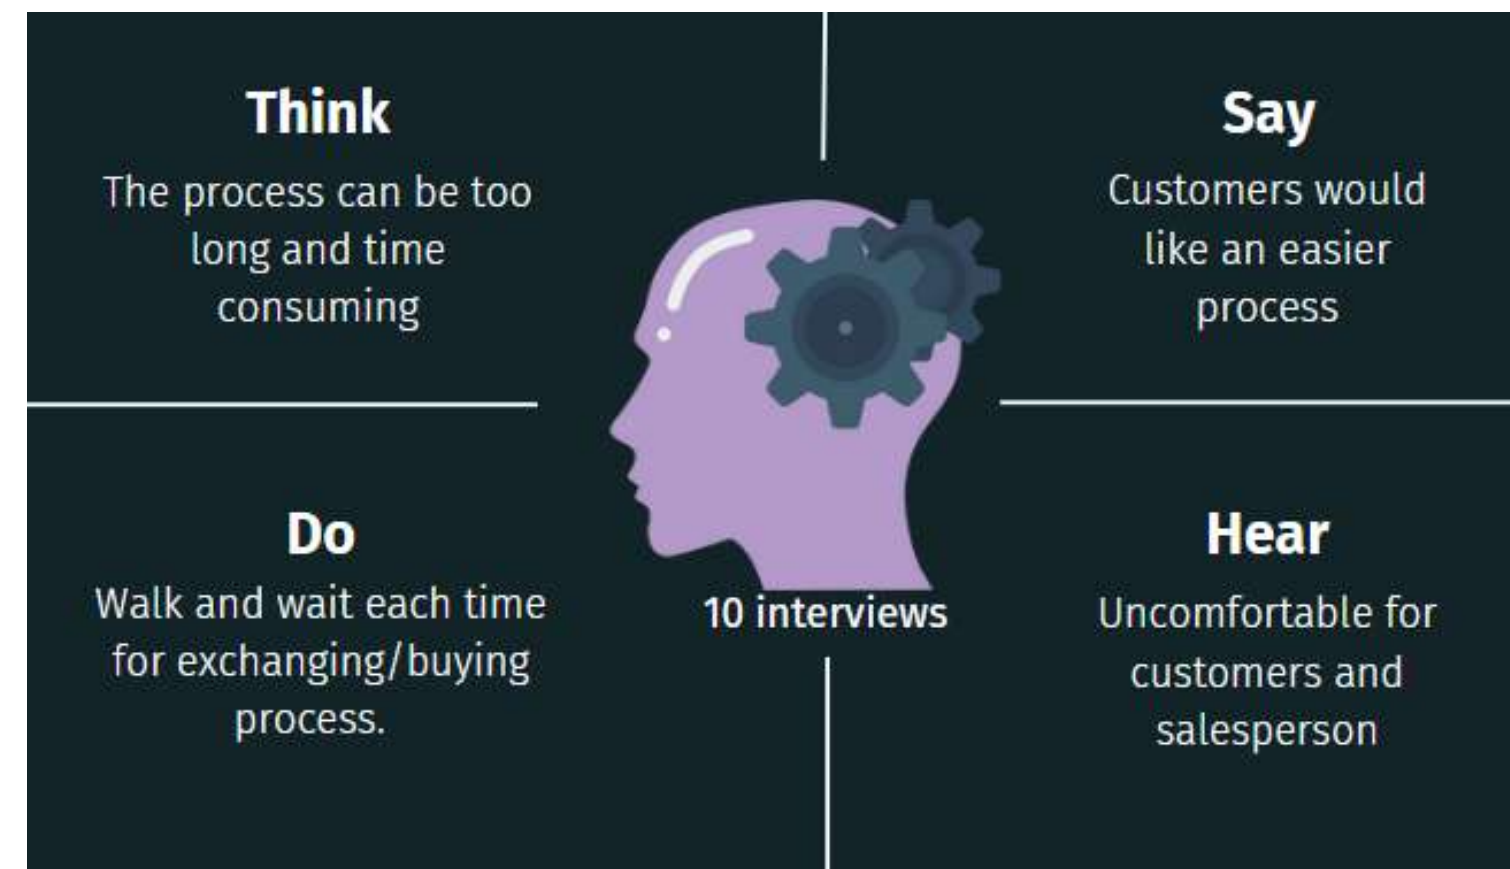 Think
The process can be too
long and time
consuming
Say
Customers would
like an easier
process
Do
Walk and wait each time
for exchanging/buying
process.
10 interviews
Hear
Uncomfortable for
customers and
salesperson